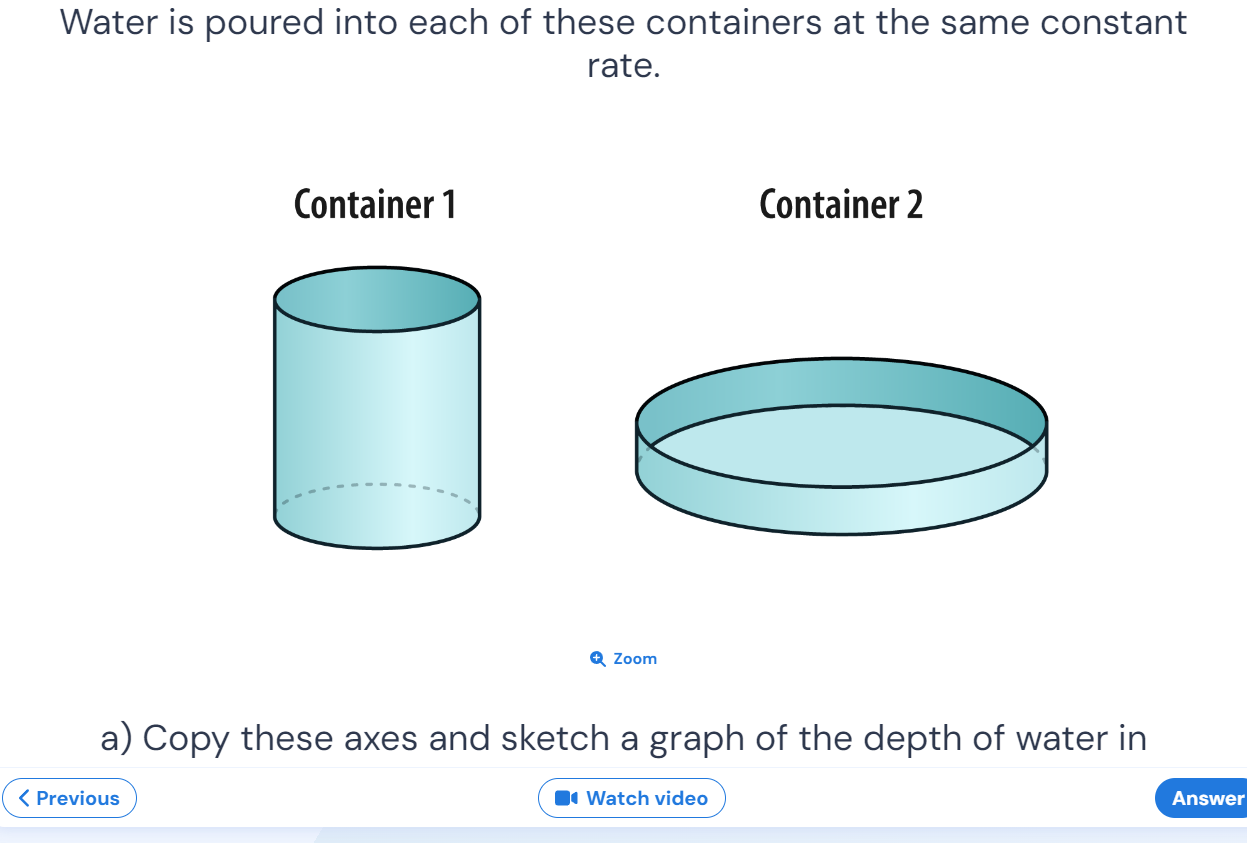 Water is poured into each of these containers at the same constant
rate.
Container 1
Container 2
Zoom
a) Copy these axes and sketch a graph of the depth of water in
Previous
Watch video
Answer